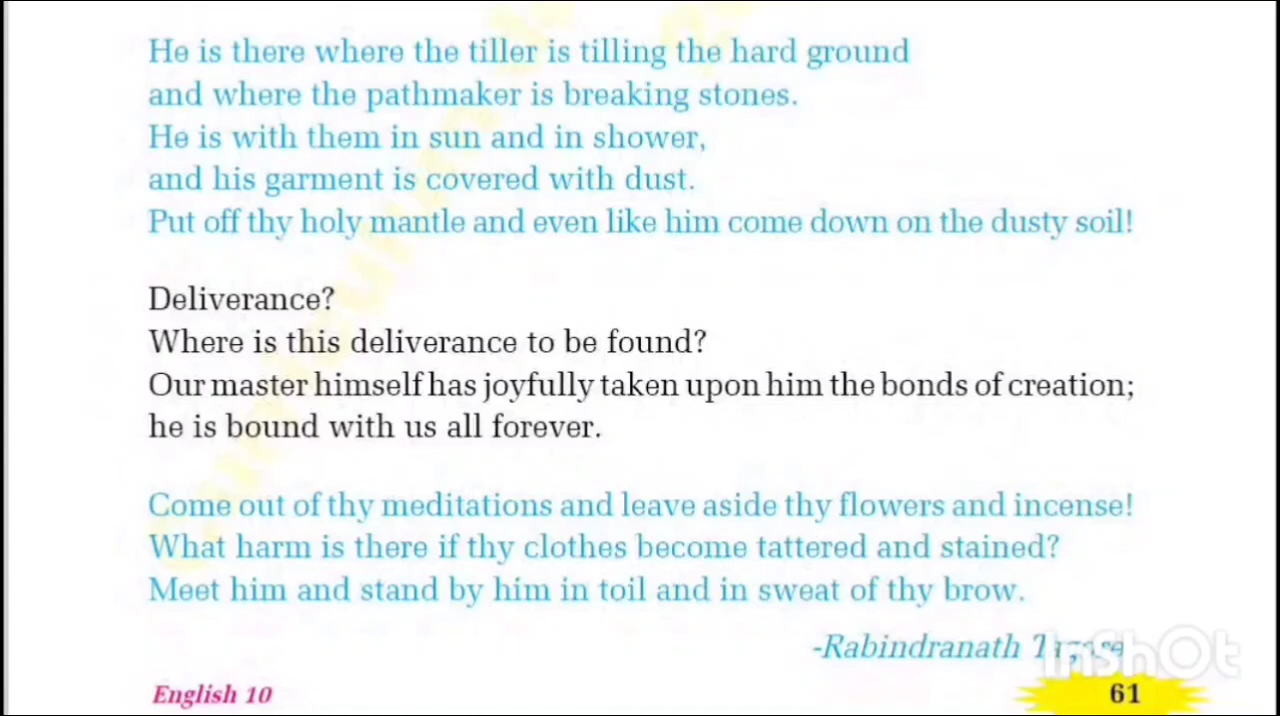 He is there where the tiller is tilling the hard ground
and where the pathmaker is breaking stones.
He is with them in sun and in shower,
and his garment is covered with dust.
Put off thy holy mantle and even like him come down on the dusty soil!
Deliverance?
Where is this deliverance to be found?
Our master himself has joyfully taken upon him the bonds of creation;
he is bound with us all forever.
Come out of thy meditations and leave aside thy flowers and incense!
What harm is there if thy clothes become tattered and stained?
Meet him and stand by him in toil and in sweat of thy brow.
-Rabindranath Tagore
InShOt
English 10
61